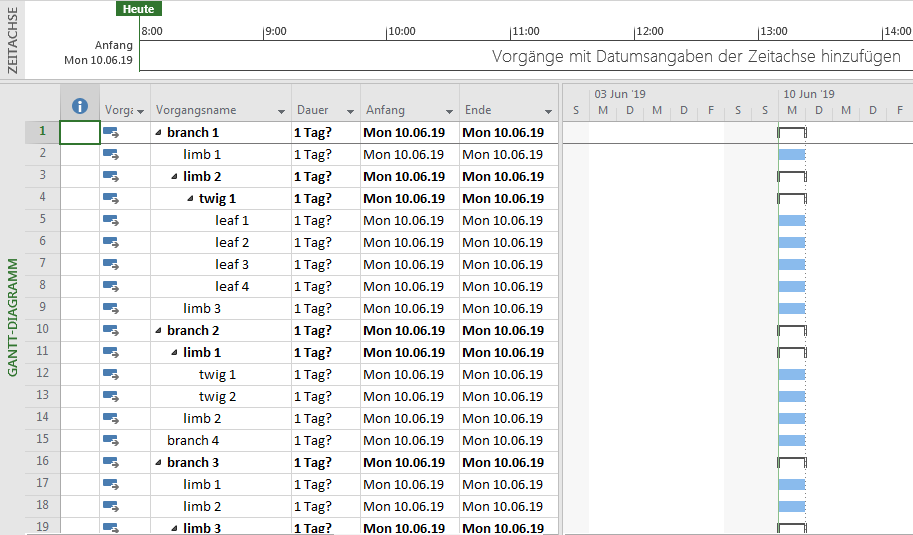 ZEITACHSE
Heute
Anfang
Mon 10.06.19
8:00 9:00 10:00 11:00 12:00 13:00 14:00
Vorgänge mit Datumsangaben der Zeitachse hinzufügen
GANTT-DIAGRAMM
i Vorga Vorgangsname Dauer Anfang Ende
03 Jun '19 10 Jun '19
S M D M D F S S M D M D F
1 branch 1 1 Tag? Mon 10.06.19 Mon 10.06.19
2 limb 1 1 Tag? Mon 10.06.19 Mon 10.06.19
3 limb 2 1 Tag? Mon 10.06.19 Mon 10.06.19
4 twig 1 1 Tag? Mon 10.06.19 Mon 10.06.19
5 leaf 1 1 Tag? Mon 10.06.19 Mon 10.06.19
6 leaf 2 1 Tag? Mon 10.06.19 Mon 10.06.19
7 leaf 3 1 Tag? Mon 10.06.19 Mon 10.06.19
8 leaf 4 1 Tag? Mon 10.06.19 Mon 10.06.19
9 limb 3 1 Tag? Mon 10.06.19 Mon 10.06.19
10 branch 2 1 Tag? Mon 10.06.19 Mon 10.06.19
11 limb 1 1 Tag? Mon 10.06.19 Mon 10.06.19
12 twig 1 1 Tag? Mon 10.06.19 Mon 10.06.19
13 twig 2 1 Tag? Mon 10.06.19 Mon 10.06.19
14 limb 2 1 Tag? Mon 10.06.19 Mon 10.06.19
15 branch 4 1 Tag? Mon 10.06.19 Mon 10.06.19
16 branch 3 1 Tag? Mon 10.06.19 Mon 10.06.19
17 limb 1 1 Tag? Mon 10.06.19 Mon 10.06.19
18 limb 2 1 Tag? Mon 10.06.19 Mon 10.06.19
19 limb 3 1 Tag? Mon 10.06.19 Mon 10.06.19